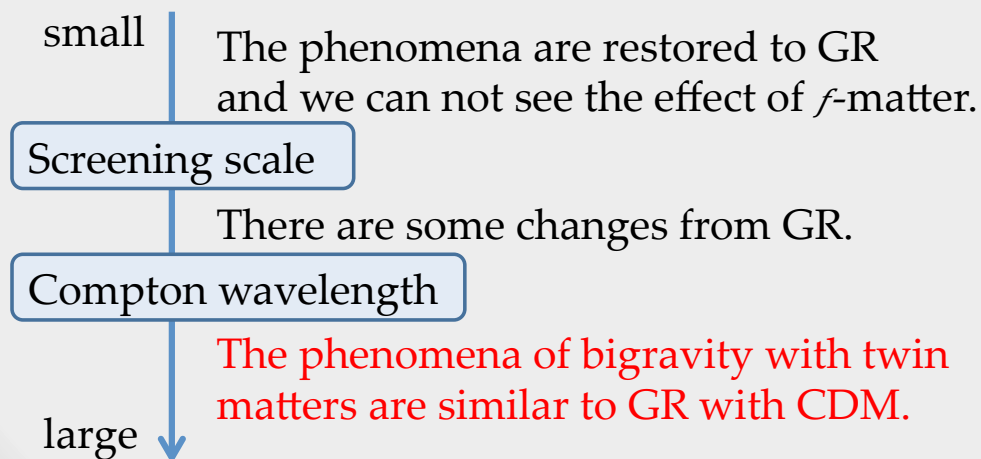 small
The phenomena are restored to GR
and we can not see the effect of f-matter.
Screening scale
There are some changes from GR.
Compton wavelength
The phenomena of bigravity with twin
matters are similar to GR with CDM.
large